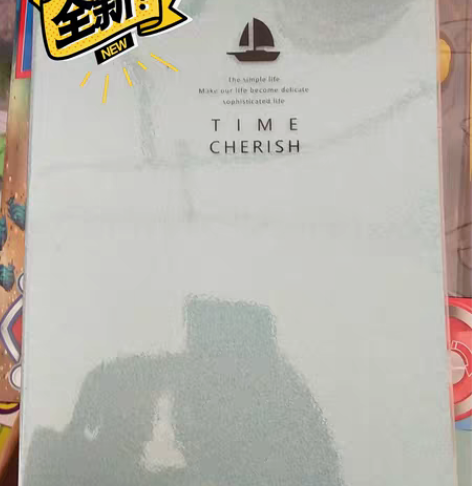 全新!
NEW
The simple life
Make our life become delicate
sophisticated life
TIME
CHERISH